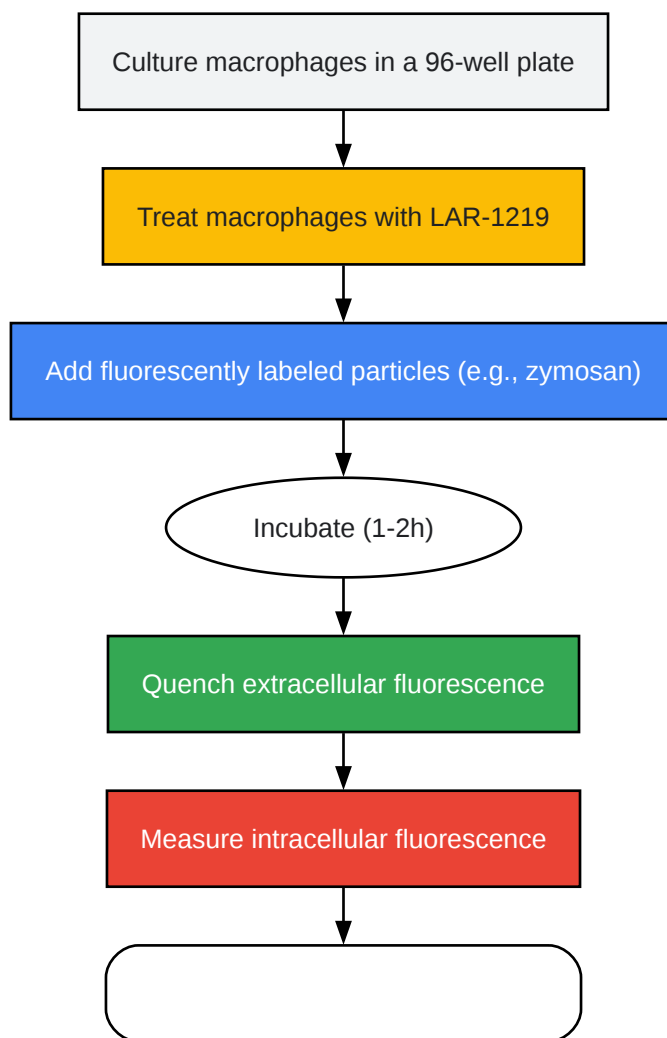 Culture macrophages in a 96-well plate
Treat macrophages with LAR-1219
Add fluorescently labeled particles (e.g., zymosan)
Incubate (1-2h)
Quench extracellular fluorescence
Measure intracellular fluorescence